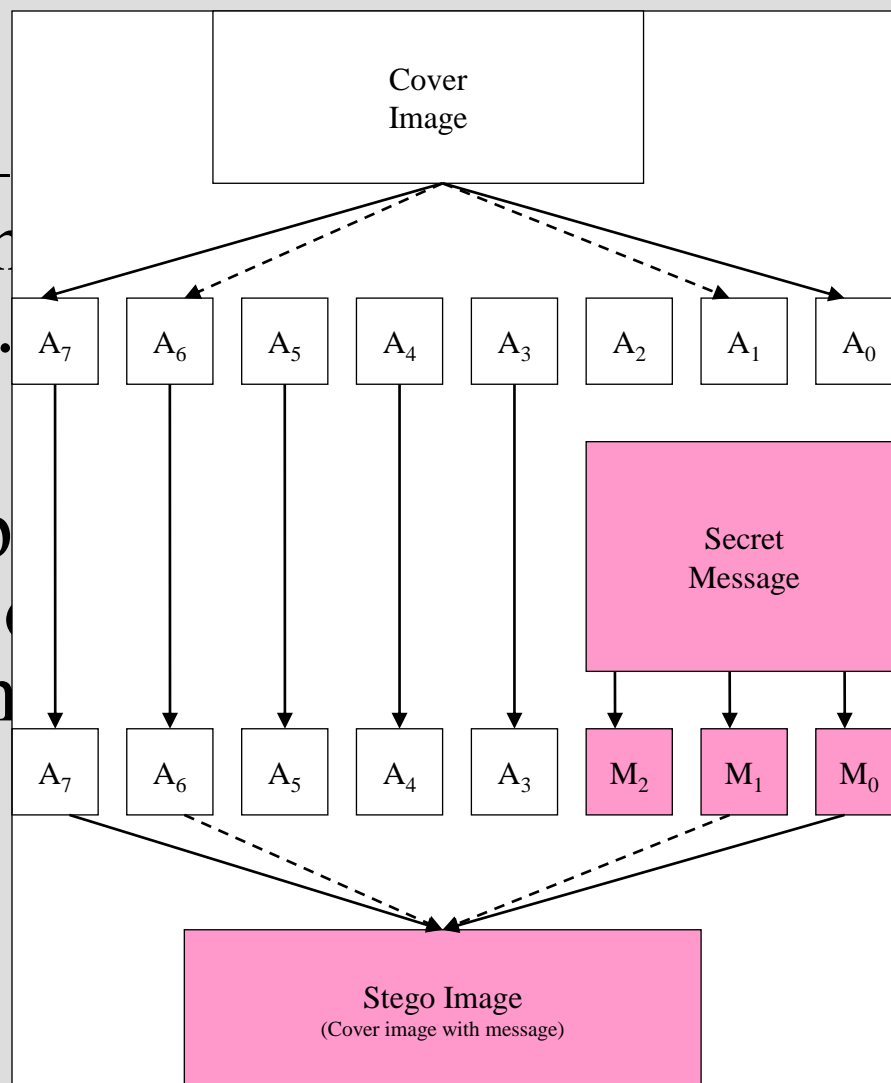 Cover
Image
A₇ A₆ A₅ A₄ A₃ A₂ A₁ A₀
Secret
Message
A₇ A₆ A₅ A₄ A₃ M₂ M₁ M₀
Stego Image
(Cover image with message)